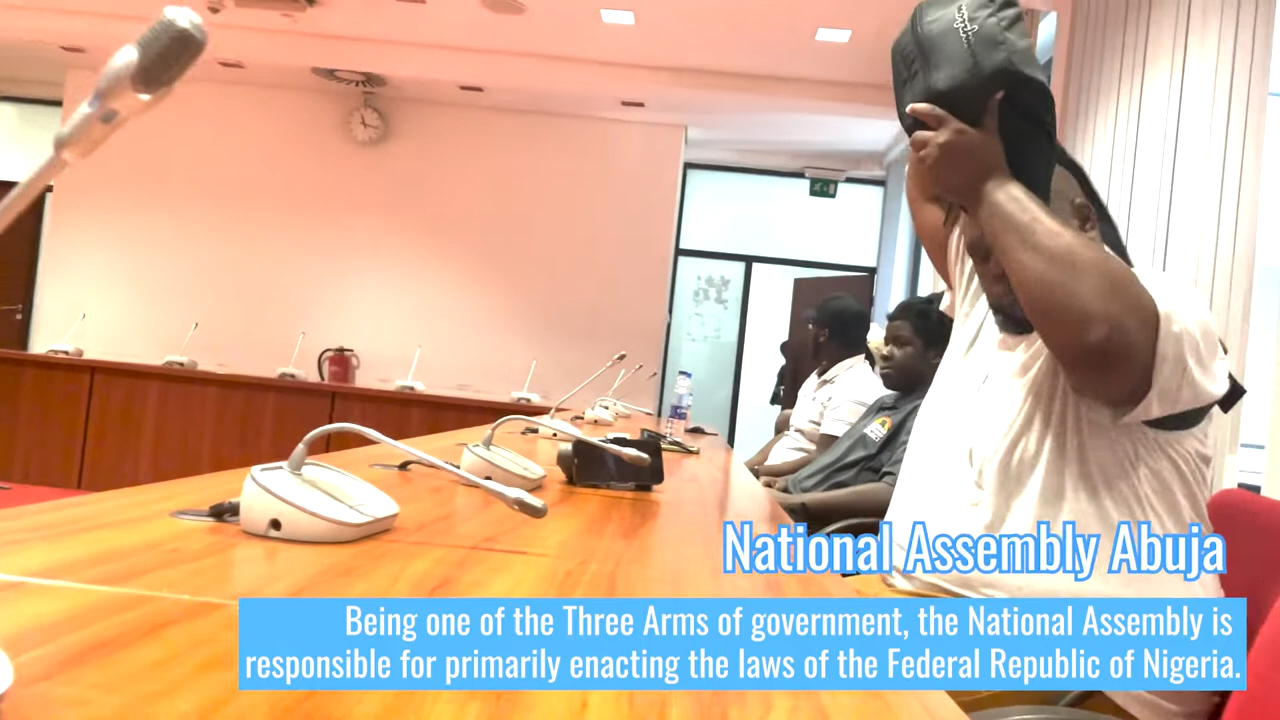 National Assembly Abuja
Being one of the Three Arms of government, the National Assembly is
responsible for primarily enacting the laws of the Federal Republic of Nigeria.